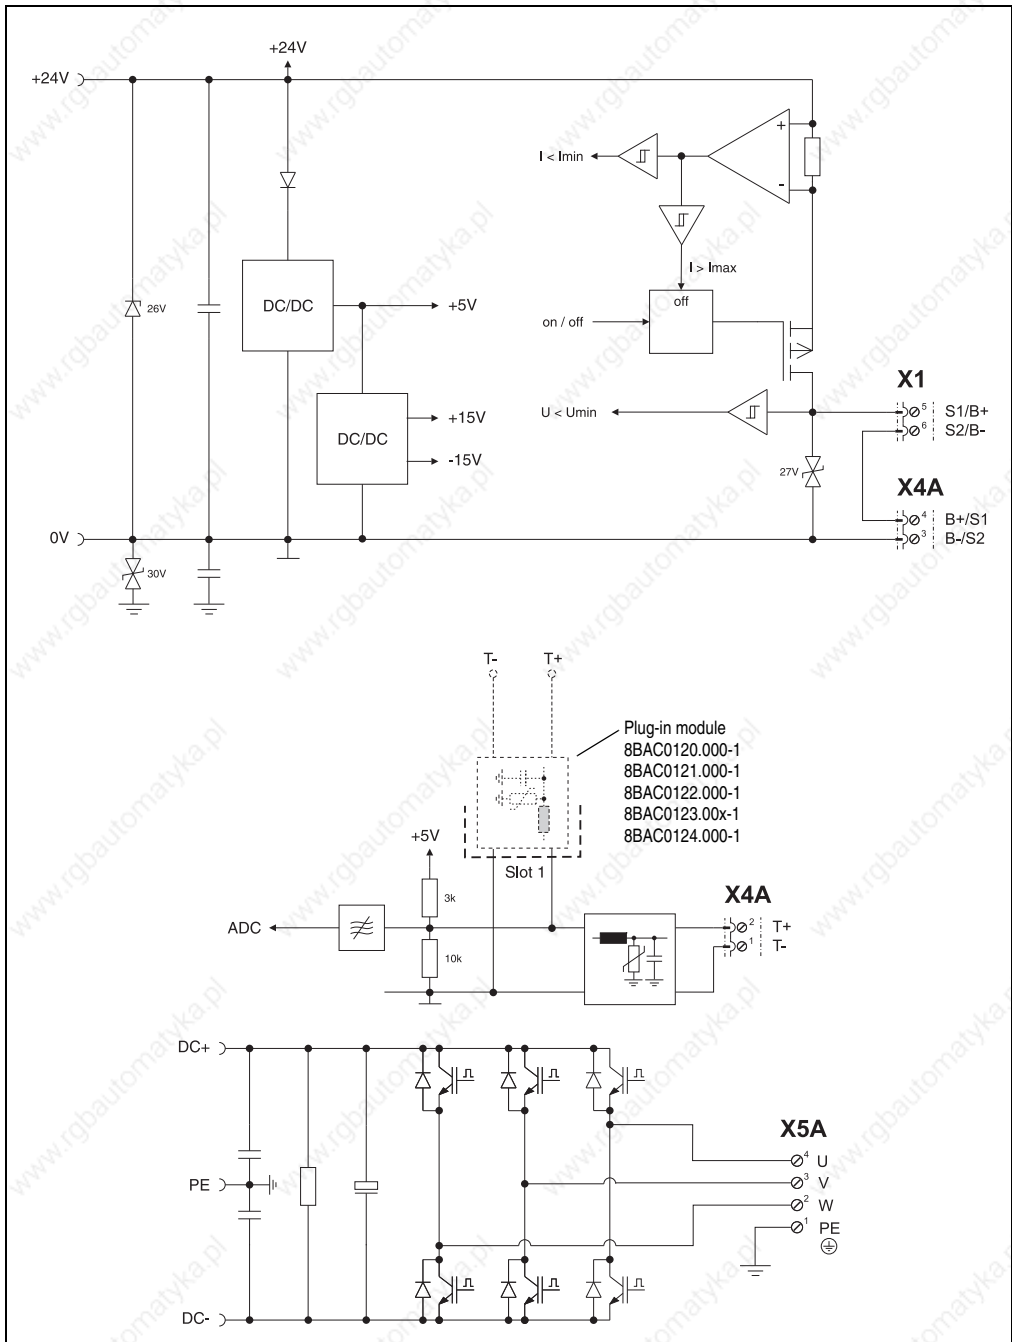 +24V
+24V
I < Imin
+
-
I > Imax
26V
DC/DC
+5V
off
on / off
X1
U < Umin
5 S1/B+
6 S2/B-
+15V
DC/DC
-15V
27V
X4A
4 B+/S1
3 B-/S2
0V
30V
T- T+
Plug-in module
8BAC0120.000-1
8BAC0121.000-1
8BAC0122.000-1
8BAC0123.00x-1
8BAC0124.000-1
+5V
Slot 1
3k
X4A
ADC
2 T+
1 T-
10k
DC+
X5A
4 U
PE
3 V
2 W
1 PE
DC-
www.rgbautomatyka.pl